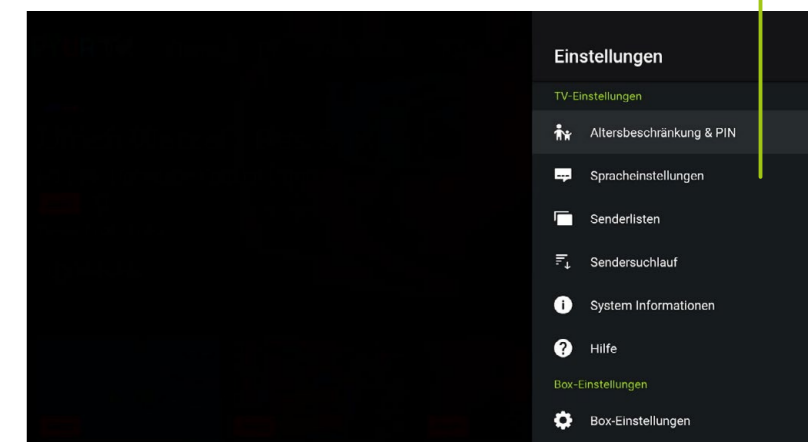 Einstellungen
TV-Einstellungen
Altersbeschränkung & PIN
Spracheinstellungen
Senderlisten
Sendersuchlauf
System Informationen
Hilfe
Box-Einstellungen
Box-Einstellungen